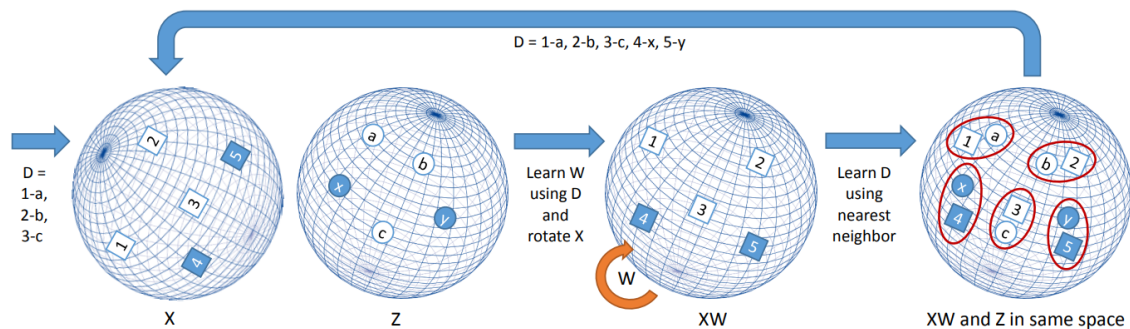 D = 1-a, 2-b, 3-c, 4-x, 5-y
D =
1-a,
2-b,
3-c
2
5
3
1
4
X
a
b
x
y
c
Z
Learn W
using D
and
rotate X
1
2
3
4
5
W
XW
Learn D
using
nearest
neighbor
1 a
b 2
x
4
3
c
y
5
XW and Z in same space